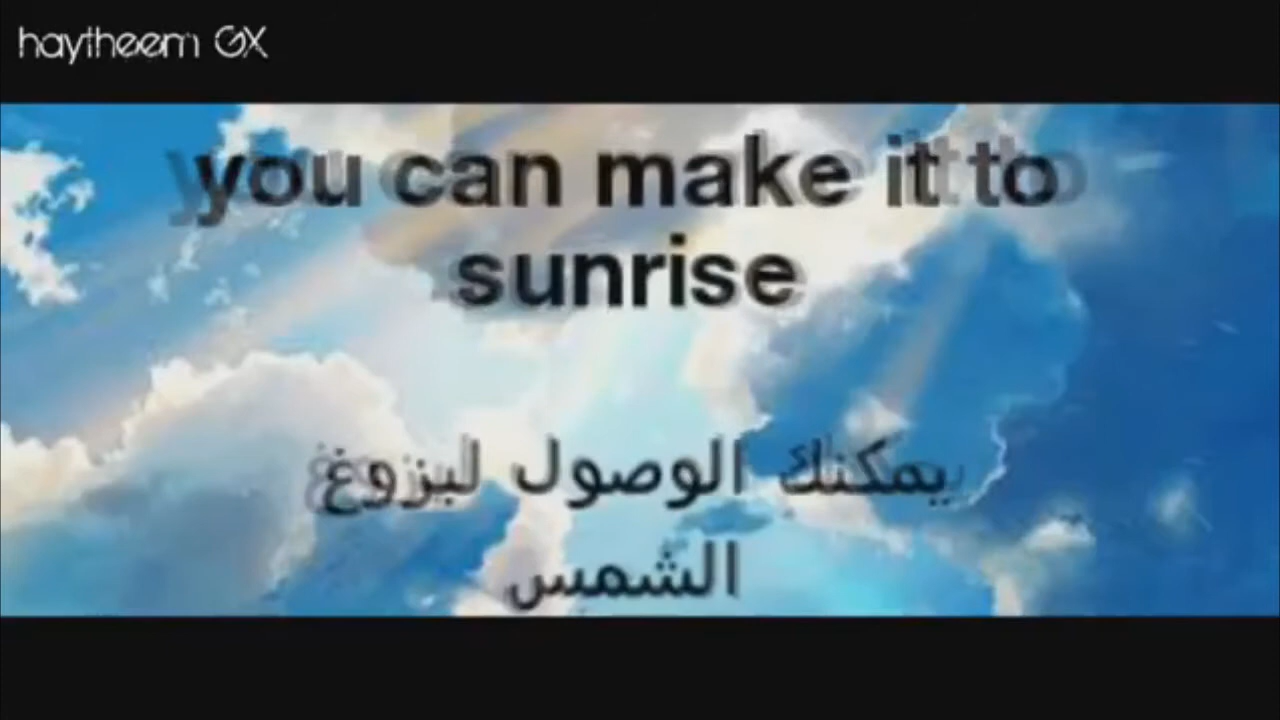 haytheem GX
you can make it to
sunrise
يمكنك الوصول لبزوغ
الشمس